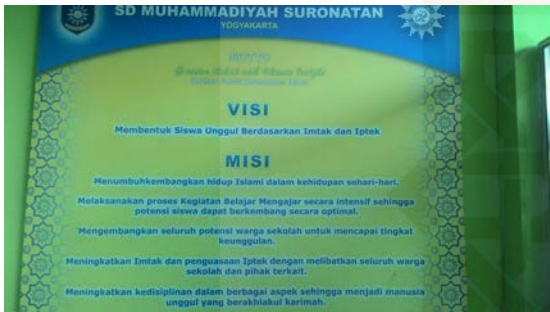 SD MUHAMMADIYAH SURONATAN
YOGYAKARTA
MOTTO
VISI
Membentuk Siswa Unggul Berdasarkan Imtak dan Iptek
MISI
Menumbuhkembangkan hidup Islami dalam kehidupan sehari-hari.
Melaksanakan proses Kegiatan Belajar Mengajar secara intensif sehingga
potensi siswa dapat berkembang secara optimal.
Mengembangkan seluruh potensi warga sekolah untuk mencapai tingkat
keunggulan.
Meningkatkan Imtak dan penguasaan Iptek dengan melibatkan seluruh warga
sekolah dan pihak terkait.
Meningkatkan kedisiplinan dalam berbagai aspek sehingga menjadi manusia
unggul yang berakhlakul karimah.